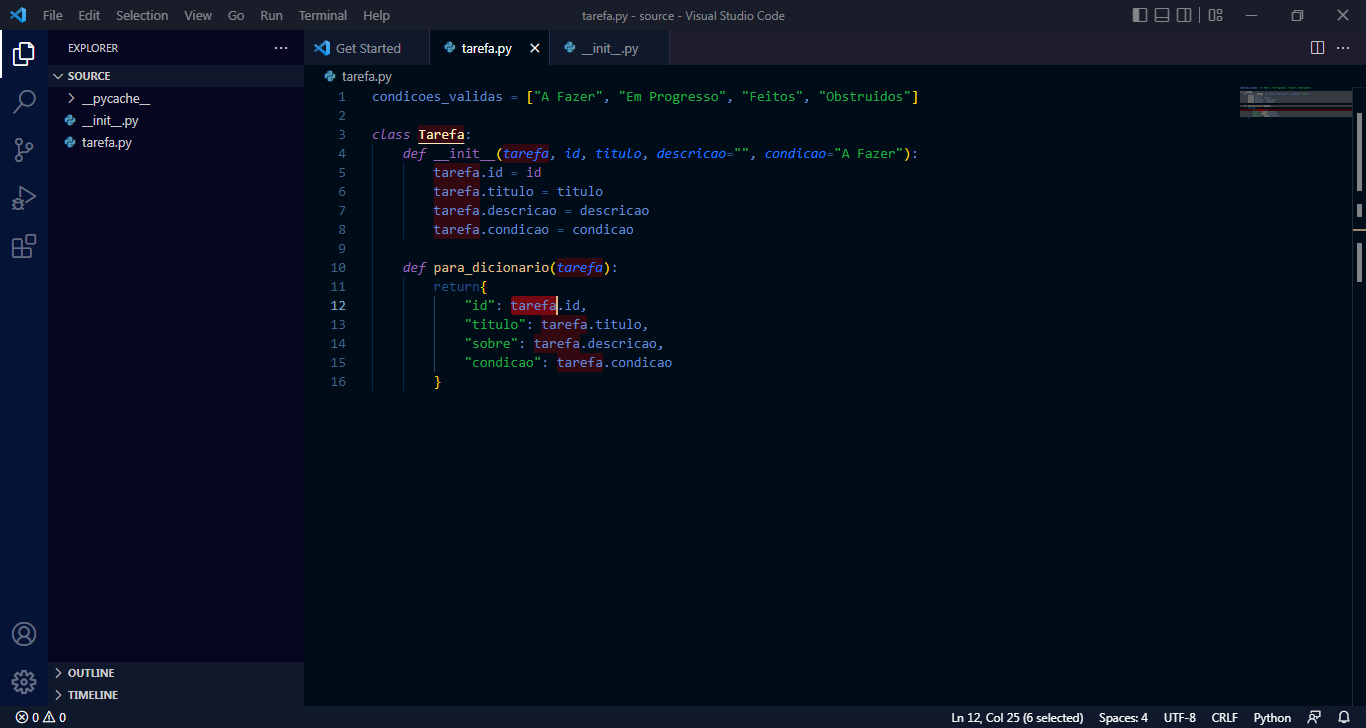 File Edit Selection View Go Run Terminal Help tarefa.py - source - Visual Studio Code
EXPLORER
Get Started tarefa.py __init__.py
SOURCE
__pycache__
__init__.py
tarefa.py
tarefa.py
1 condicoes_validas = ["A Fazer", "Em Progresso", "Feitos", "Obstruidos"]
2
3 class Tarefa:
4 def __init__(tarefa, id, titulo, descricao="", condicao="A Fazer"):
5 tarefa.id = id
6 tarefa.titulo = titulo
7 tarefa.descricao = descricao
8 tarefa.condicao = condicao
9
10 def para_dicionario(tarefa):
11 return{
12 "id": tarefa.id,
13 "titulo": tarefa.titulo,
14 "sobre": tarefa.descricao,
15 "condicao": tarefa.condicao
16 }
OUTLINE
TIMELINE
0 0 Ln 12, Col 25 (6 selected) Spaces: 4 UTF-8 CRLF Python